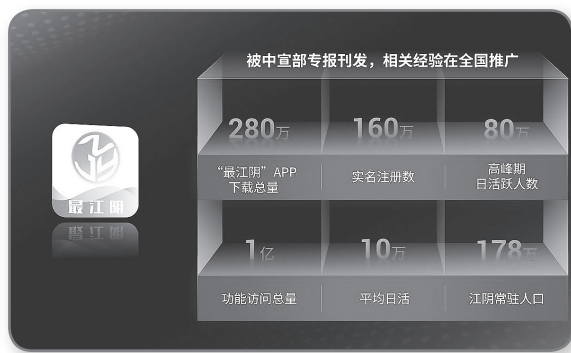 被中宣部专报刊发，相关经验在全国推广
280万
160万
80万
“最江阴”APP
下载总量
实名注册数
高峰期
日活跃人数
最江阴
1亿
10万
178万
功能访问总量
平均日活
江阴常驻人口